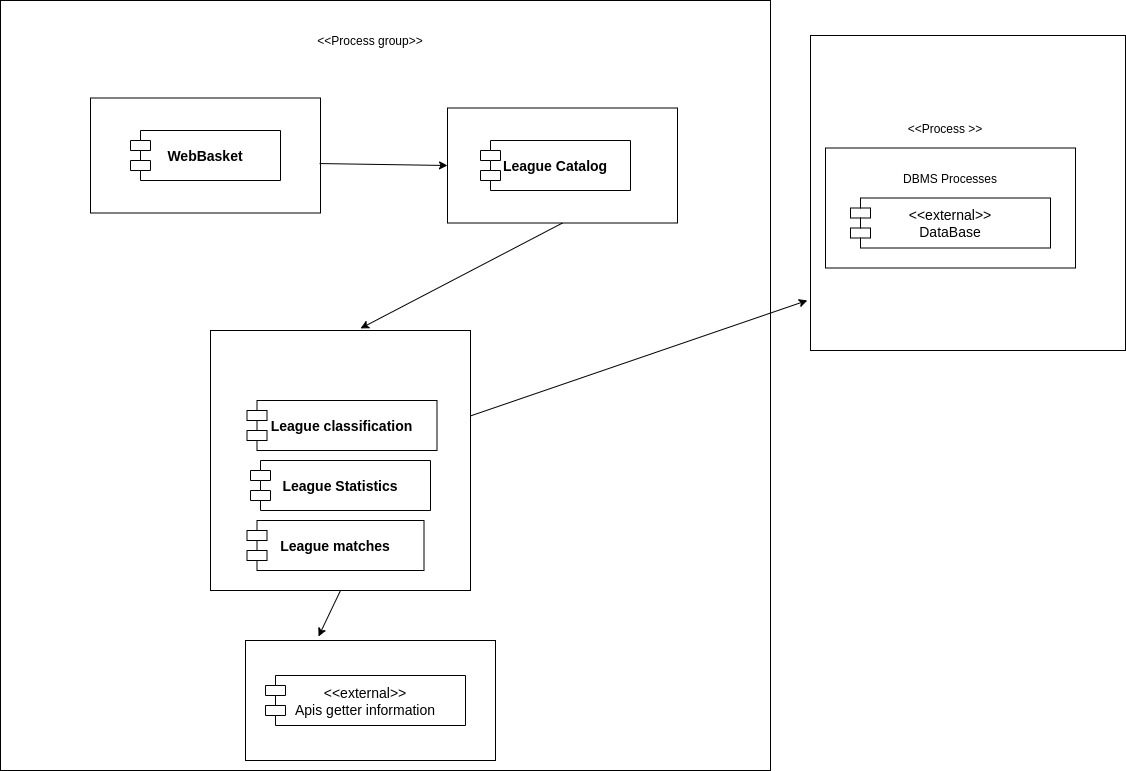 <<Process group>>
WebBasket
League Catalog
<<Process >>
DBMS Processes
<<external>>
DataBase
League classification
League Statistics
League matches
<<external>>
Apis getter information